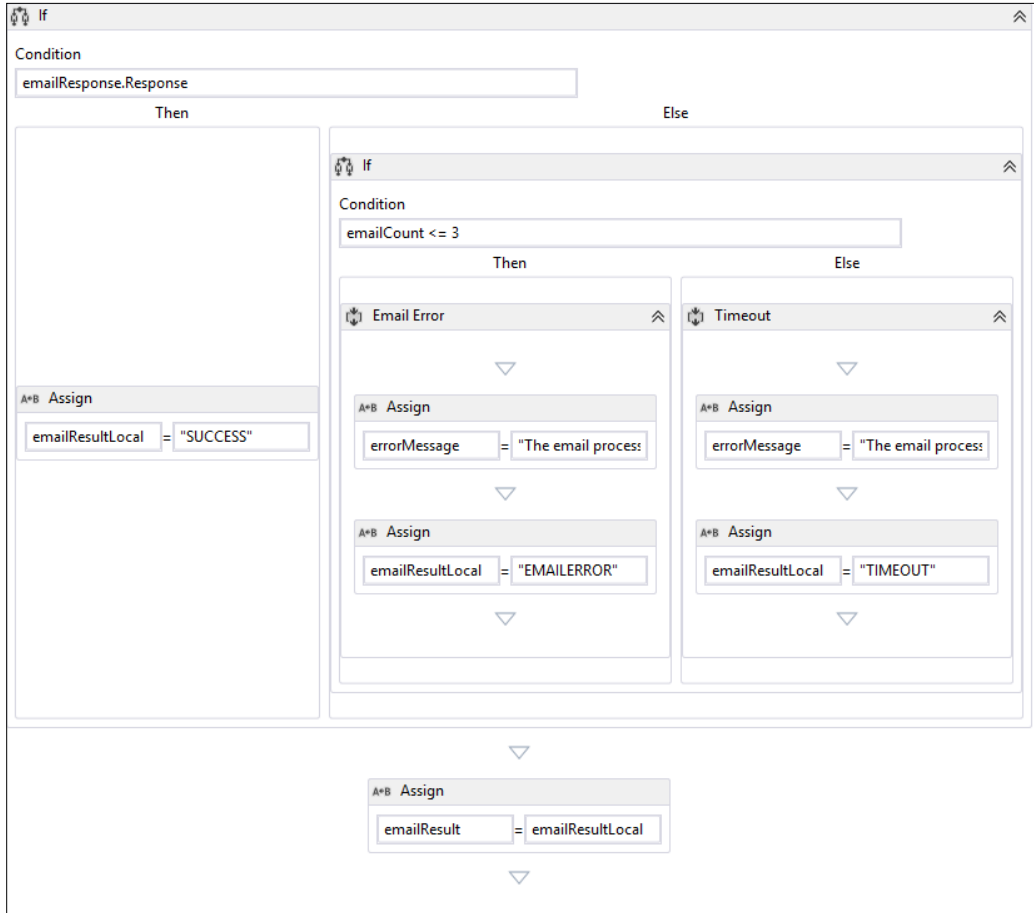 If
Condition
emailResponse.Response
Then Else
If
Condition
emailCount <= 3
Then Else
Email Error Timeout
A+B Assign A+B Assign
errorMessage = "The email process errorMessage = "The email process
A+B Assign
emailResultLocal = "SUCCESS"
A+B Assign A+B Assign
emailResultLocal = "EMAILERROR" emailResultLocal = "TIMEOUT"
A+B Assign
emailResult = emailResultLocal